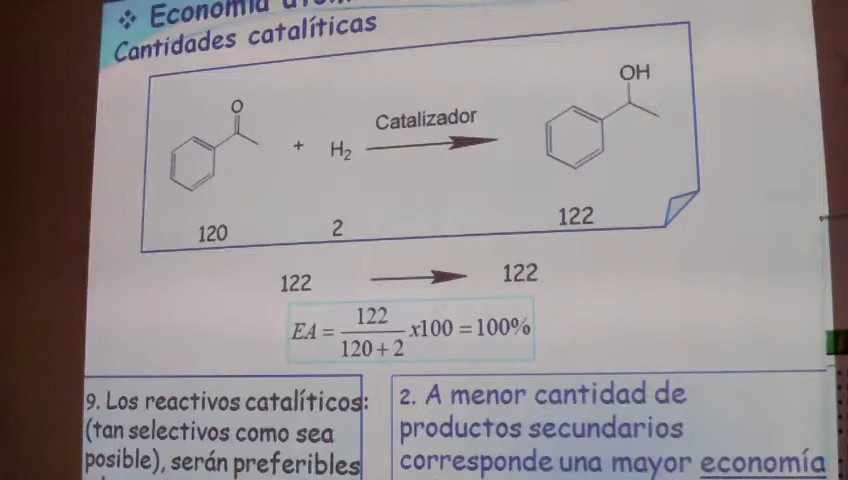 ❖ Economía
Cantidades catalíticas
O
OH
Catalizador
+ H₂
120
2
122
122
122
EA = 122 / 120 + 2 x100 = 100%
9. Los reactivos catalíticos:
(tan selectivos como sea
posible), serán preferibles
2. A menor cantidad de
productos secundarios
corresponde una mayor economía